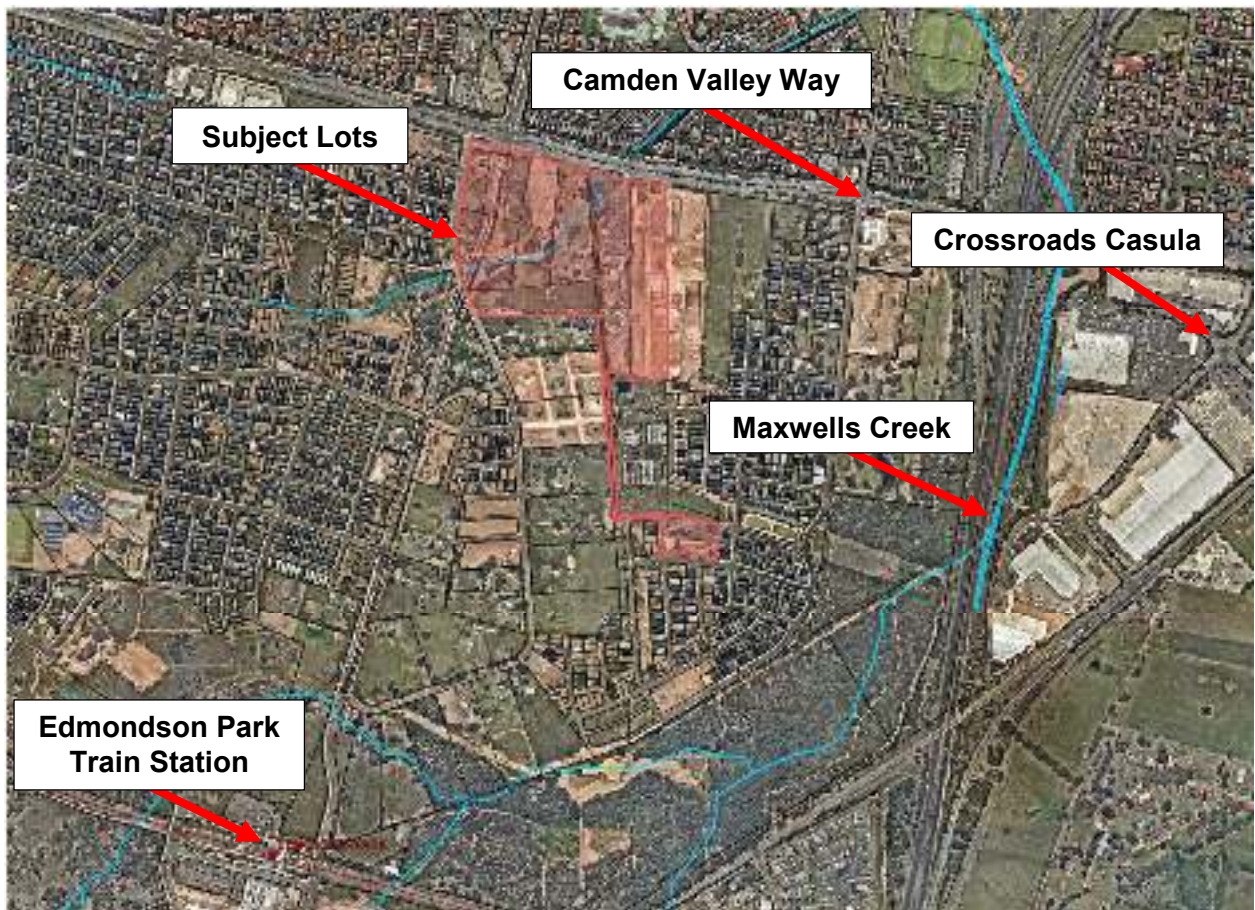 Camden Valley Way
Subject Lots
Crossroads Casula
Maxwells Creek
Edmondson Park
Train Station